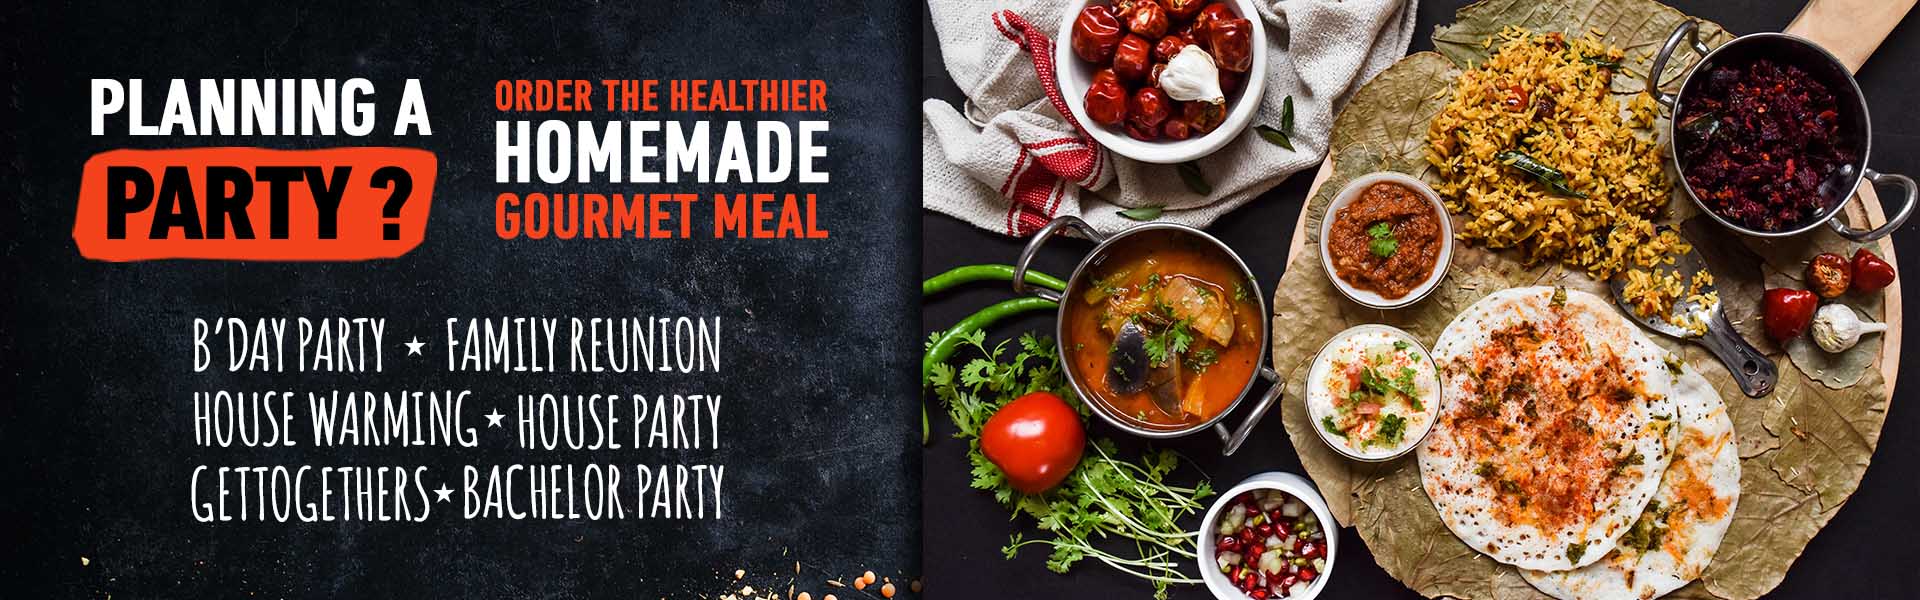 PLANNING A
PARTY ?
ORDER THE HEALTHIER
HOMEMADE
GOURMET MEAL
B'DAY PARTY ★ FAMILY REUNION
HOUSE WARMING ★ HOUSE PARTY
GETTOGETHERS ★ BACHELOR PARTY